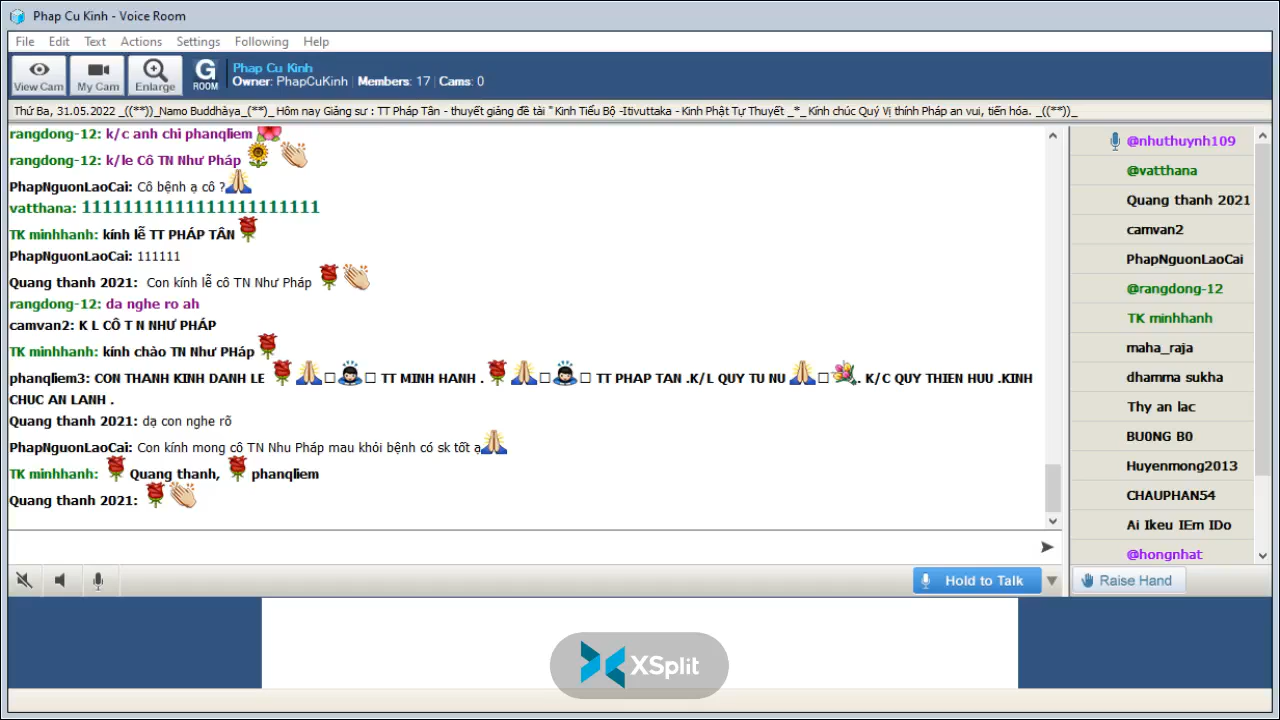 Phap Cu Kinh - Voice Room
File Edit Text Actions Settings Following Help
View Cam My Cam Enlarge G ROOM
Phap Cu Kinh
Owner: PhapCuKinh | Members: 17 | Cams: 0
Thứ Ba, 31.05.2022 _((**))_Namo Buddhàya_(**)_ Hôm nay Giảng sư : TT Pháp Tân - thuyết giảng đề tài " Kinh Tiểu Bộ -Itivuttaka - Kinh Phật Tự Thuyết _*_ Kính chúc Quý Vị thính Pháp an vui, tiến hóa. _((**))_
rangdong-12: k/c anh chi phanqliem
rangdong-12: k/le Cô TN Như Pháp
PhapNguonLaoCai: Cô bệnh ạ cô ?
vatthana: 11111111111111111111111
TK minhhanh: kính lễ TT PHÁP TÂN
PhapNguonLaoCai: 111111
Quang thanh 2021: Con kính lễ cô TN Như Pháp
rangdong-12: da nghe ro ah
camvan2: K L CÔ T N NHƯ PHÁP
TK minhhanh: kính chào TN Như PHáp
phanqliem3: CON THANH KINH DANH LE TT MINH HANH . TT PHAP TAN .K/L QUY TU NU . K/C QUY THIEN HUU .KINH
CHUC AN LANH .
Quang thanh 2021: dạ con nghe rõ
PhapNguonLaoCai: Con kính mong cô TN Nhu Pháp mau khỏi bệnh có sk tốt ạ
TK minhhanh: Quang thanh, phanqliem
Quang thanh 2021:
@nhuthuynh109
@vatthana
Quang thanh 2021
camvan2
PhapNguonLaoCai
@rangdong-12
TK minhhanh
maha_raja
dhamma sukha
Thy an lac
BU0NG B0
Huyenmong2013
CHAUPHAN54
Ai Ikeu IEm IDo
@hongnhat
Hold to Talk
Raise Hand
XSplit